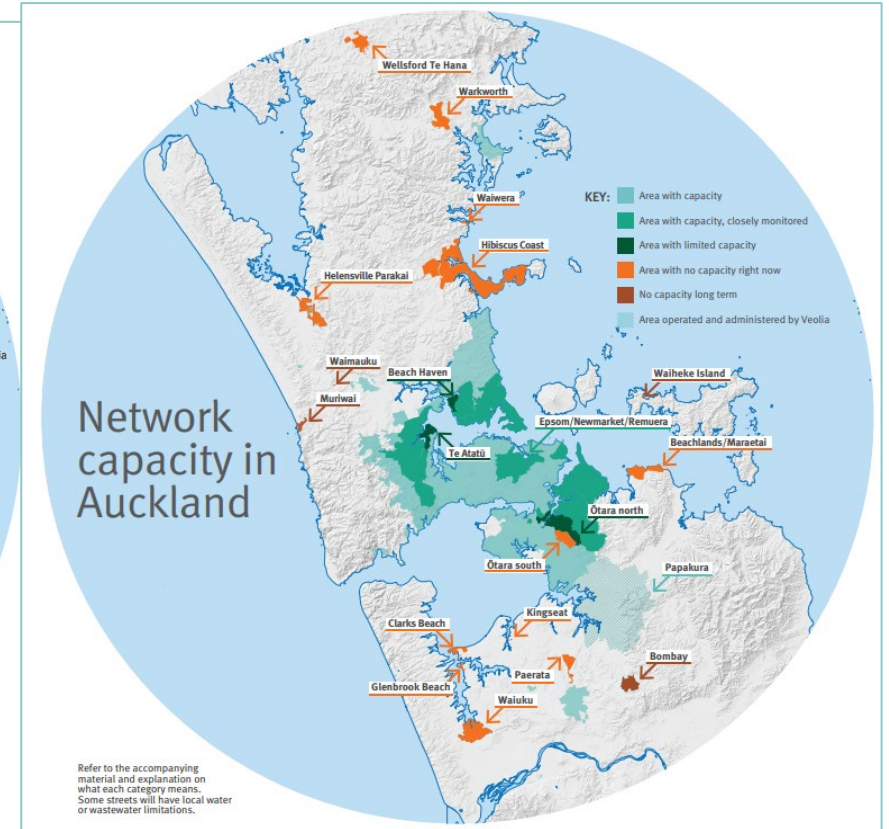 Wellsford Te Hana
Warkworth
Waiwera
KEY:
Area with capacity
Area with capacity, closely monitored
Area with limited capacity
Area with no capacity right now
No capacity long term
Area operated and administered by Veolia
Hibiscus Coast
Helensville Parakai
ia
Waimauku
Beach Haven
Waiheke Island
Muriwai
Network
capacity in
Auckland
Epsom/Newmarket/Remuera
Beachlands/Maraetai
Te Atatū
Ōtara north
Ōtara south
Papakura
Kingseat
Clarks Beach
Bombay
Paerata
Glenbrook Beach
Waiuku
Refer to the accompanying
material and explanation on
what each category means.
Some streets will have local water
or wastewater limitations.